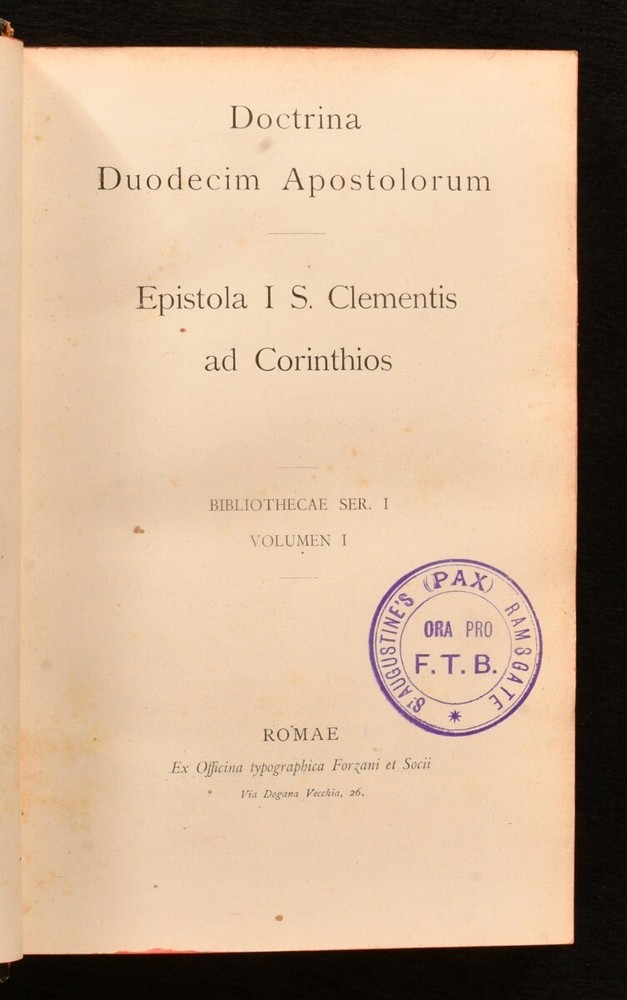 Doctrina
Duodecim Apostolorum
Epistola I S. Clementis
ad Corinthios
BIBLIOTHECAE SER. I
VOLUMEN I
(PAX)
ST AUGUSTINE'S RAMSGATE
ORA PRO
F. T. B.
*
ROMAE
Ex Officina typographica Forzani et Socii
Via Dogana Vecchia, 26.